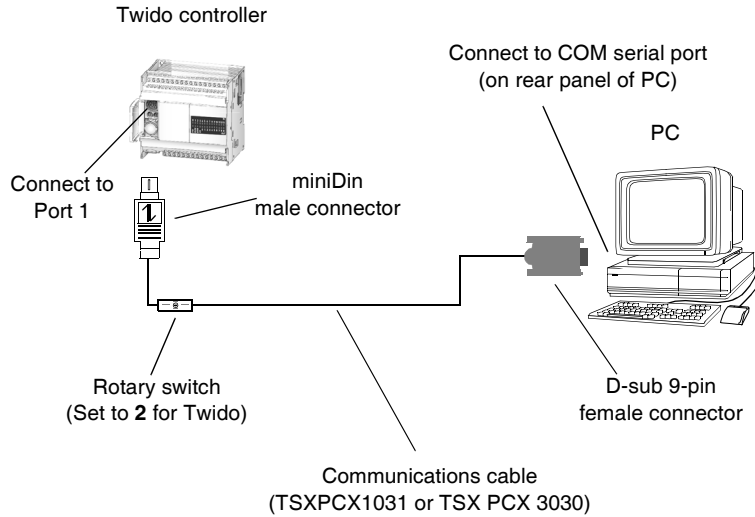 Twido controller
Connect to COM serial port
(on rear panel of PC)
PC
Connect to
Port 1
miniDin
male connector
Rotary switch
(Set to 2 for Twido)
D-sub 9-pin
female connector
Communications cable
(TSXPCX1031 or TSX PCX 3030)